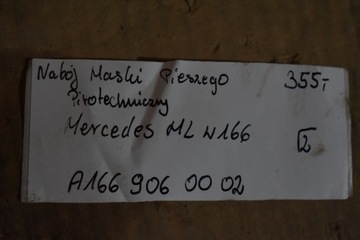 Nabój Maski Pieszego 355,-
Pirotechniczny
Mercedes ML W166
A166 906 00 02